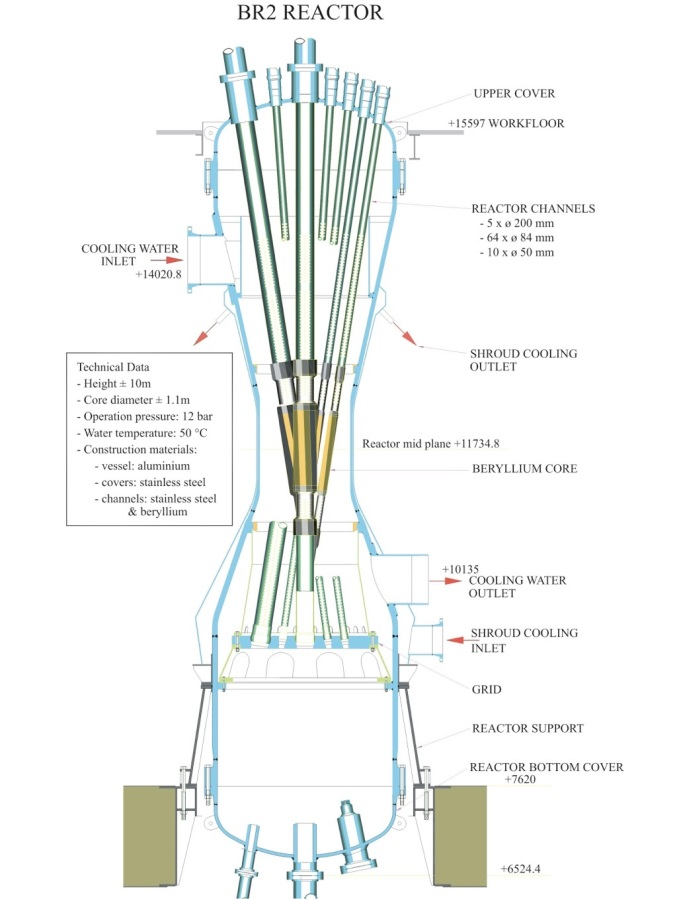 BR2 REACTOR
UPPER COVER
+15597 WORKFLOOR
REACTOR CHANNELS
- 5 x ø 200 mm
- 64 x ø 84 mm
- 10 x ø 50 mm
COOLING WATER
INLET
+14020.8
SHROUD COOLING
OUTLET
Technical Data
- Height ± 10m
- Core diameter ± 1.1m
- Operation pressure: 12 bar
- Water temperature: 50 °C
- Construction materials:
- vessel: aluminium
- covers: stainless steel
- channels: stainless steel
& beryllium
Reactor mid plane +11734.8
BERYLLIUM CORE
+10135
COOLING WATER
OUTLET
SHROUD COOLING
INLET
GRID
REACTOR SUPPORT
REACTOR BOTTOM COVER
+7620
+6524.4